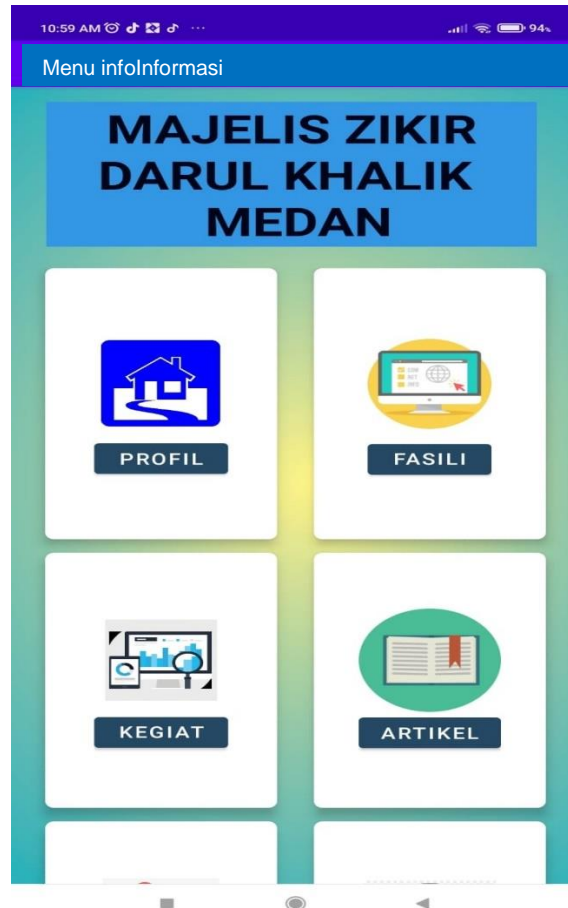 10:59 AM 94%
Menu infoInformasi
MAJELIS ZIKIR
DARUL KHALIK
MEDAN
PROFIL
FASILI
KEGIAT
ARTIKEL